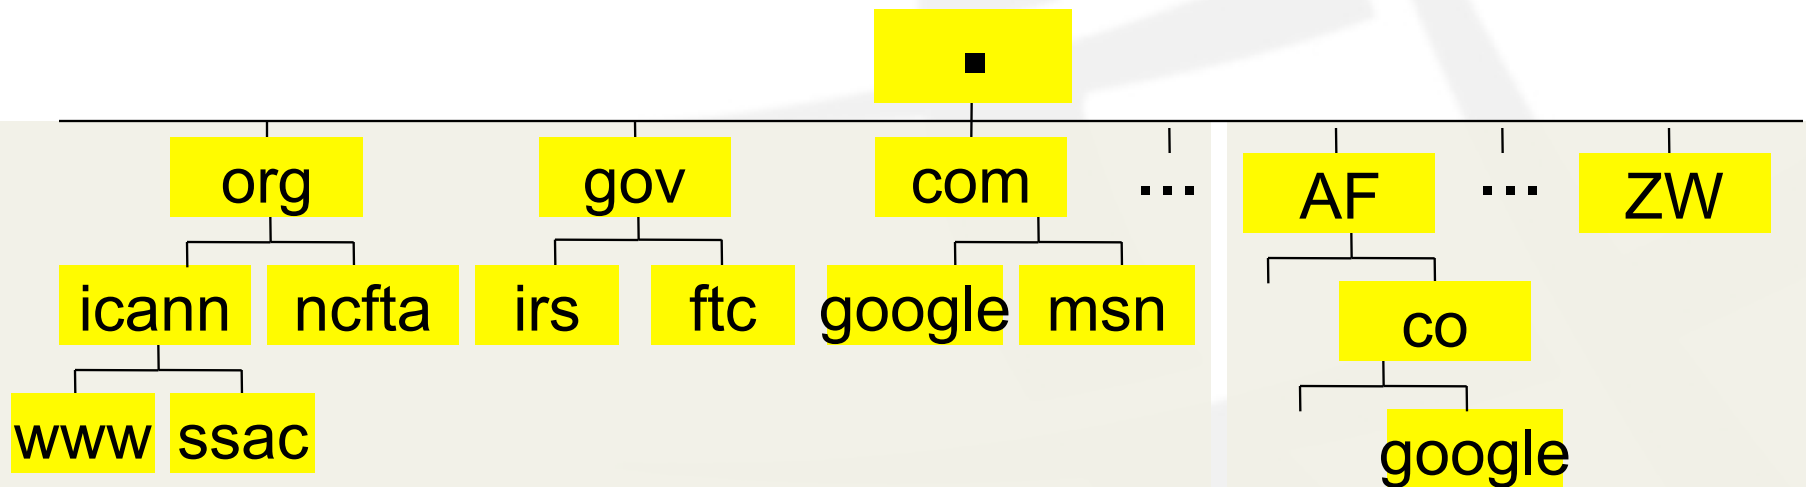 .
org gov com ... AF ... ZW
icann ncfta irs ftc google msn co
www ssac google